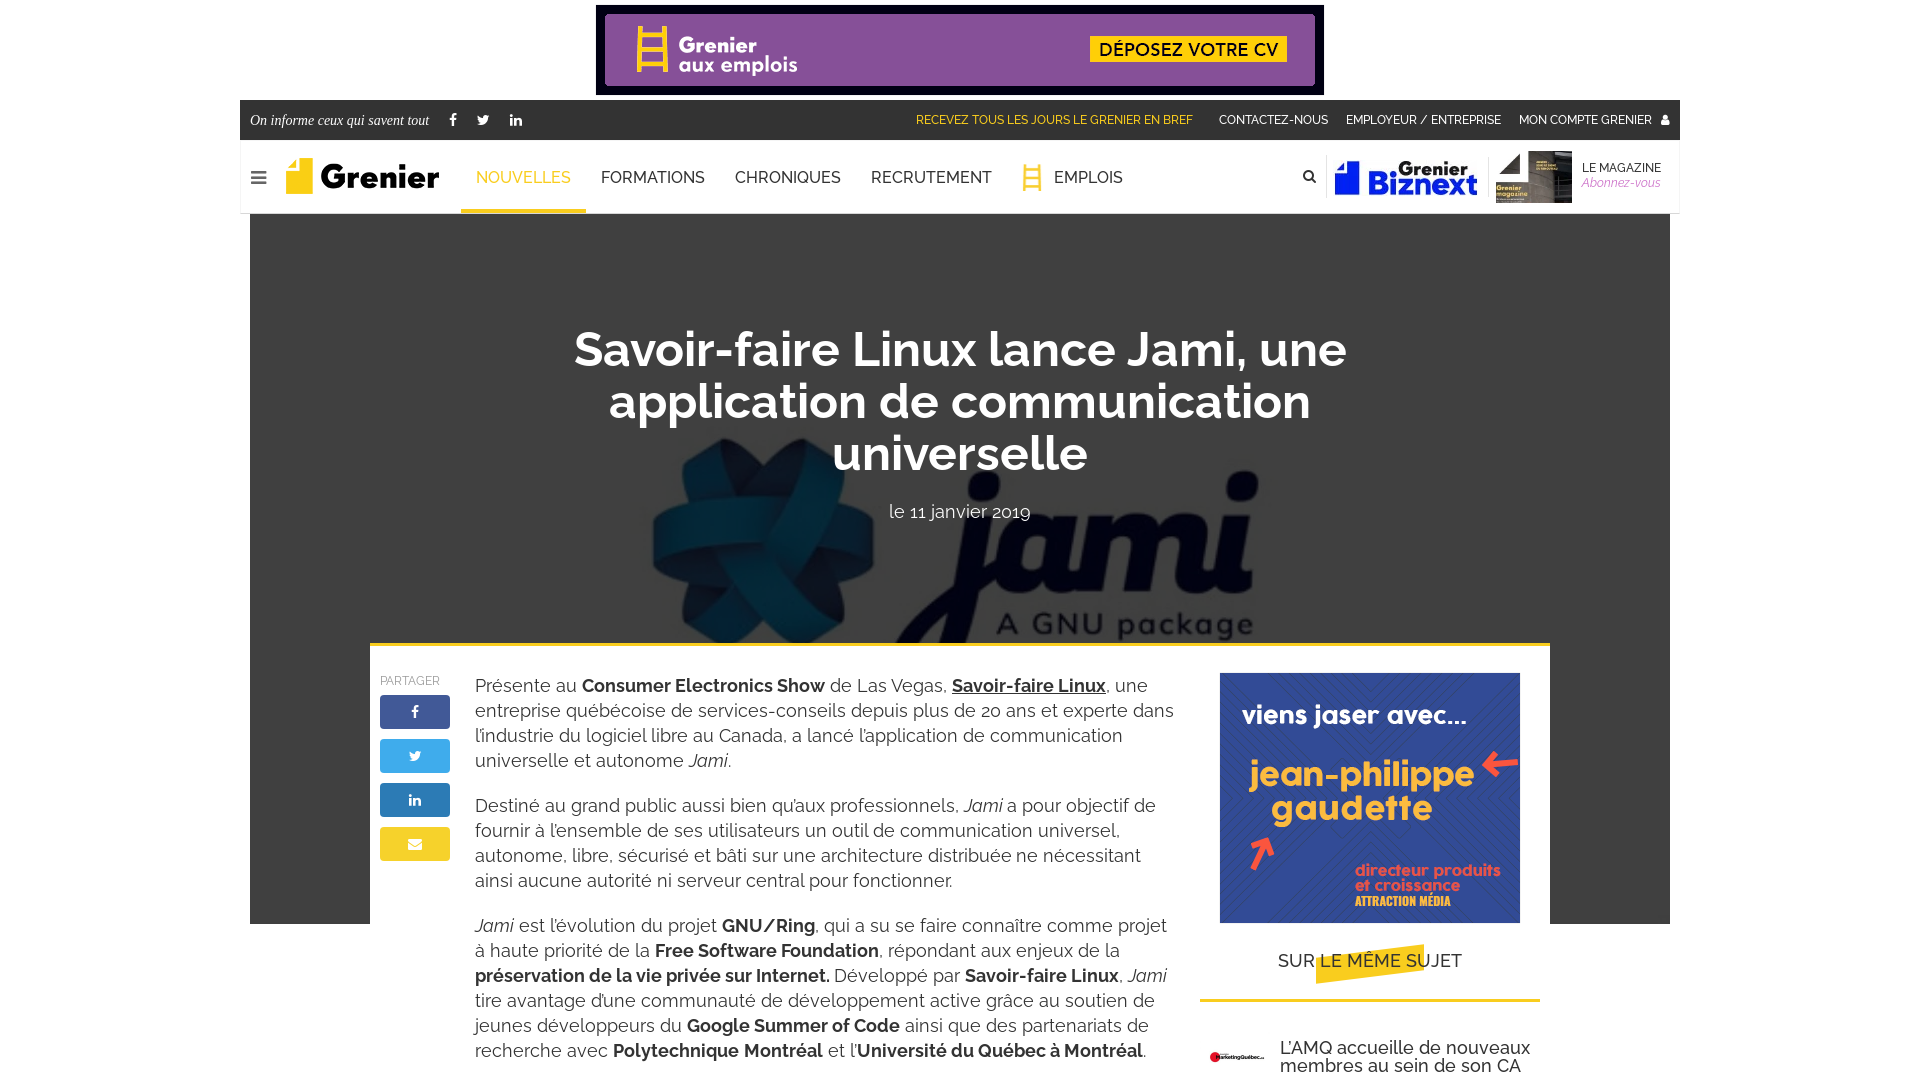 Grenier
aux emplois
DÉPOSEZ VOTRE CV
On informe ceux qui savent tout
RECEVEZ TOUS LES JOURS LE GRENIER EN BREF
CONTACTEZ-NOUS
EMPLOYEUR / ENTREPRISE
MON COMPTE GRENIER
Grenier
NOUVELLES
FORMATIONS
CHRONIQUES
RECRUTEMENT
EMPLOIS
Grenier
Biznext
Grenier
magazine
LE MAGAZINE
Abonnez-vous
Savoir-faire Linux lance Jami, une
application de communication
universelle
le 11 janvier 2019
jami
A GNU package
PARTAGER
Présente au Consumer Electronics Show de Las Vegas, Savoir-faire Linux, une
entreprise québécoise de services-conseils depuis plus de 20 ans et experte dans
l’industrie du logiciel libre au Canada, a lancé l’application de communication
universelle et autonome Jami.
Destiné au grand public aussi bien qu’aux professionnels, Jami a pour objectif de
fournir à l’ensemble de ses utilisateurs un outil de communication universel,
autonome, libre, sécurisé et bâti sur une architecture distribuée ne nécessitant
ainsi aucune autorité ni serveur central pour fonctionner.
Jami est l’évolution du projet GNU/Ring, qui a su se faire connaître comme projet
à haute priorité de la Free Software Foundation, répondant aux enjeux de la
préservation de la vie privée sur Internet. Développé par Savoir-faire Linux, Jami
tire avantage d’une communauté de développement active grâce au soutien de
jeunes développeurs du Google Summer of Code ainsi que des partenariats de
recherche avec Polytechnique Montréal et l’Université du Québec à Montréal.
viens jaser avec...
jean-philippe
gaudette
directeur produits
et croissance
ATTRACTION MÉDIA
SUR LE MÊME SUJET
L’AMQ accueille de nouveaux
membres au sein de son CA